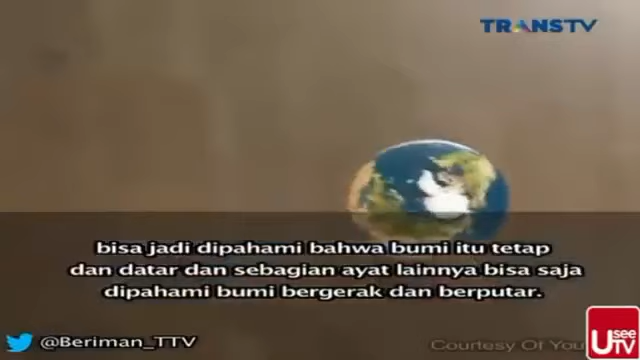 TRANSTV
bisa jadi dipahami bahwa bumi itu tetap
dan datar dan sebagian ayat lainnya bisa saja
dipahami bumi bergerak dan berputar.
@Beriman_TTV
Courtesy Of You
Usee
TV